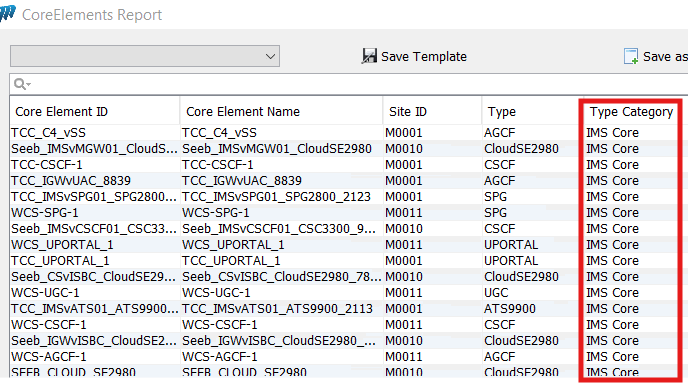 CoreElements Report
Save Template Save as
Core Element ID Core Element Name Site ID Type Type Category
TCC_C4_vSS TCC_C4_vSS M0001 AGCF IMS Core
Seeb_IMSvMGW01_CloudS... Seeb_IMSvMGW01_CloudSE2980 M0010 CloudSE2980 IMS Core
TCC-CSCF-1 TCC-CSCF-1 M0001 CSCF IMS Core
TCC_IGWvUAC_8839 TCC_IGWvUAC_8839 M0001 AGCF IMS Core
TCC_IMSvSPG01_SPG2800... TCC_IMSvSPG01_SPG2800_2123 M0001 SPG IMS Core
WCS-SPG-1 WCS-SPG-1 M0011 SPG IMS Core
Seeb_IMSvCSCF01_CSC33... Seeb_IMSvCSCF01_CSC3300_9... M0010 CSCF IMS Core
WCS_UPORTAL_1 WCS_UPORTAL_1 M0011 UPORTAL IMS Core
TCC_UPORTAL_1 TCC_UPORTAL_1 M0001 UPORTAL IMS Core
Seeb_CSvISBC_CloudSE29... Seeb_CSvISBC_CloudSE2980_78... M0010 CloudSE2980 IMS Core
WCS-UGC-1 WCS-UGC-1 M0011 UGC IMS Core
TCC_IMSvATS01_ATS9900... TCC_IMSvATS01_ATS9900_2113 M0001 ATS9900 IMS Core
WCS-CSCF-1 WCS-CSCF-1 M0011 CSCF IMS Core
Seeb_IGWvISBC_CloudSE2... Seeb_IGWvISBC_CloudSE2980_... M0010 CloudSE2980 IMS Core
WCS-AGCF-1 WCS-AGCF-1 M0011 AGCF IMS Core
SEEB_CLOUD_SE2980 SEEB_CLOUD_SE2980 M0010 CloudSE2980 IMS Core